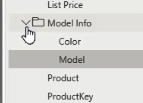 List Price
Model Info
Color
Model
Product
ProductKey